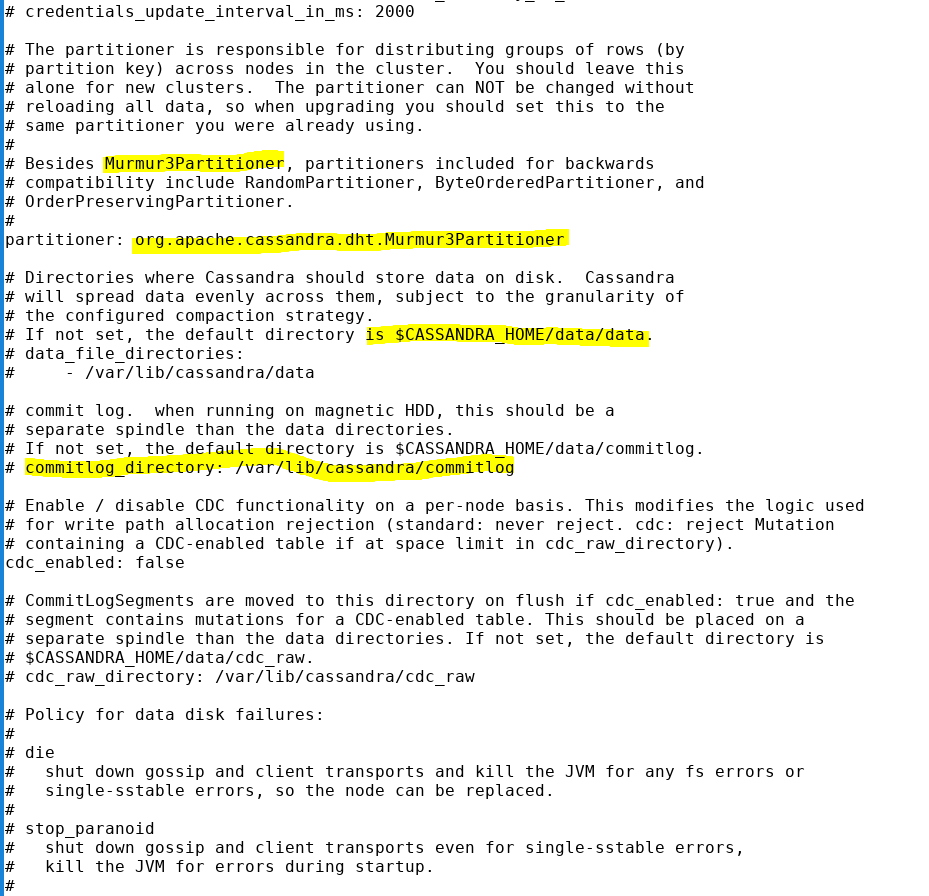 # credentials_update_interval_in_ms: 2000
# The partitioner is responsible for distributing groups of rows (by
# partition key) across nodes in the cluster.  You should leave this
# alone for new clusters.  The partitioner can NOT be changed without
# reloading all data, so when upgrading you should set this to the
# same partitioner you were already using.
#
# Besides Murmur3Partitioner, partitioners included for backwards
# compatibility include RandomPartitioner, ByteOrderedPartitioner, and
# OrderPreservingPartitioner.
#
partitioner: org.apache.cassandra.dht.Murmur3Partitioner
# Directories where Cassandra should store data on disk.  Cassandra
# will spread data evenly across them, subject to the granularity of
# the configured compaction strategy.
# If not set, the default directory is $CASSANDRA_HOME/data/data.
# data_file_directories:
#     - /var/lib/cassandra/data
# commit log.  when running on magnetic HDD, this should be a
# separate spindle than the data directories.
# If not set, the default directory is $CASSANDRA_HOME/data/commitlog.
# commitlog_directory: /var/lib/cassandra/commitlog
# Enable / disable CDC functionality on a per-node basis. This modifies the logic used
# for write path allocation rejection (standard: never reject. cdc: reject Mutation
# containing a CDC-enabled table if at space limit in cdc_raw_directory).
cdc_enabled: false
# CommitLogSegments are moved to this directory on flush if cdc_enabled: true and the
# segment contains mutations for a CDC-enabled table. This should be placed on a
# separate spindle than the data directories. If not set, the default directory is
# $CASSANDRA_HOME/data/cdc_raw.
# cdc_raw_directory: /var/lib/cassandra/cdc_raw
# Policy for data disk failures:
#
# die
#   shut down gossip and client transports and kill the JVM for any fs errors or
#   single-sstable errors, so the node can be replaced.
#
# stop_paranoid
#   shut down gossip and client transports even for single-sstable errors,
#   kill the JVM for errors during startup.
#